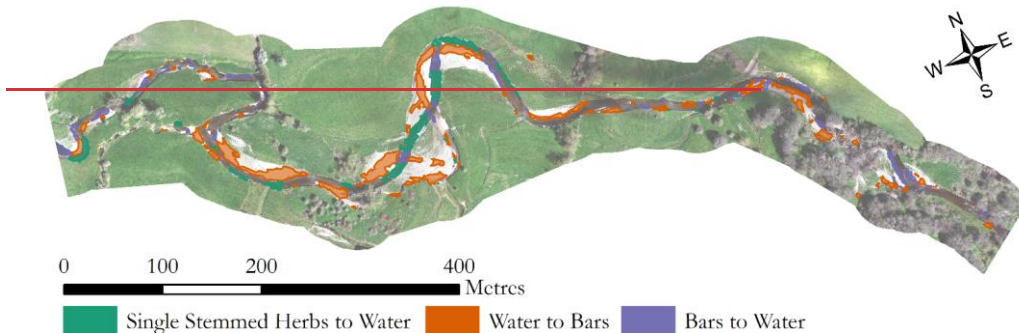 N
E
W
S
0 100 200 400
Metres
Single Stemmed Herbs to Water Water to Bars Bars to Water